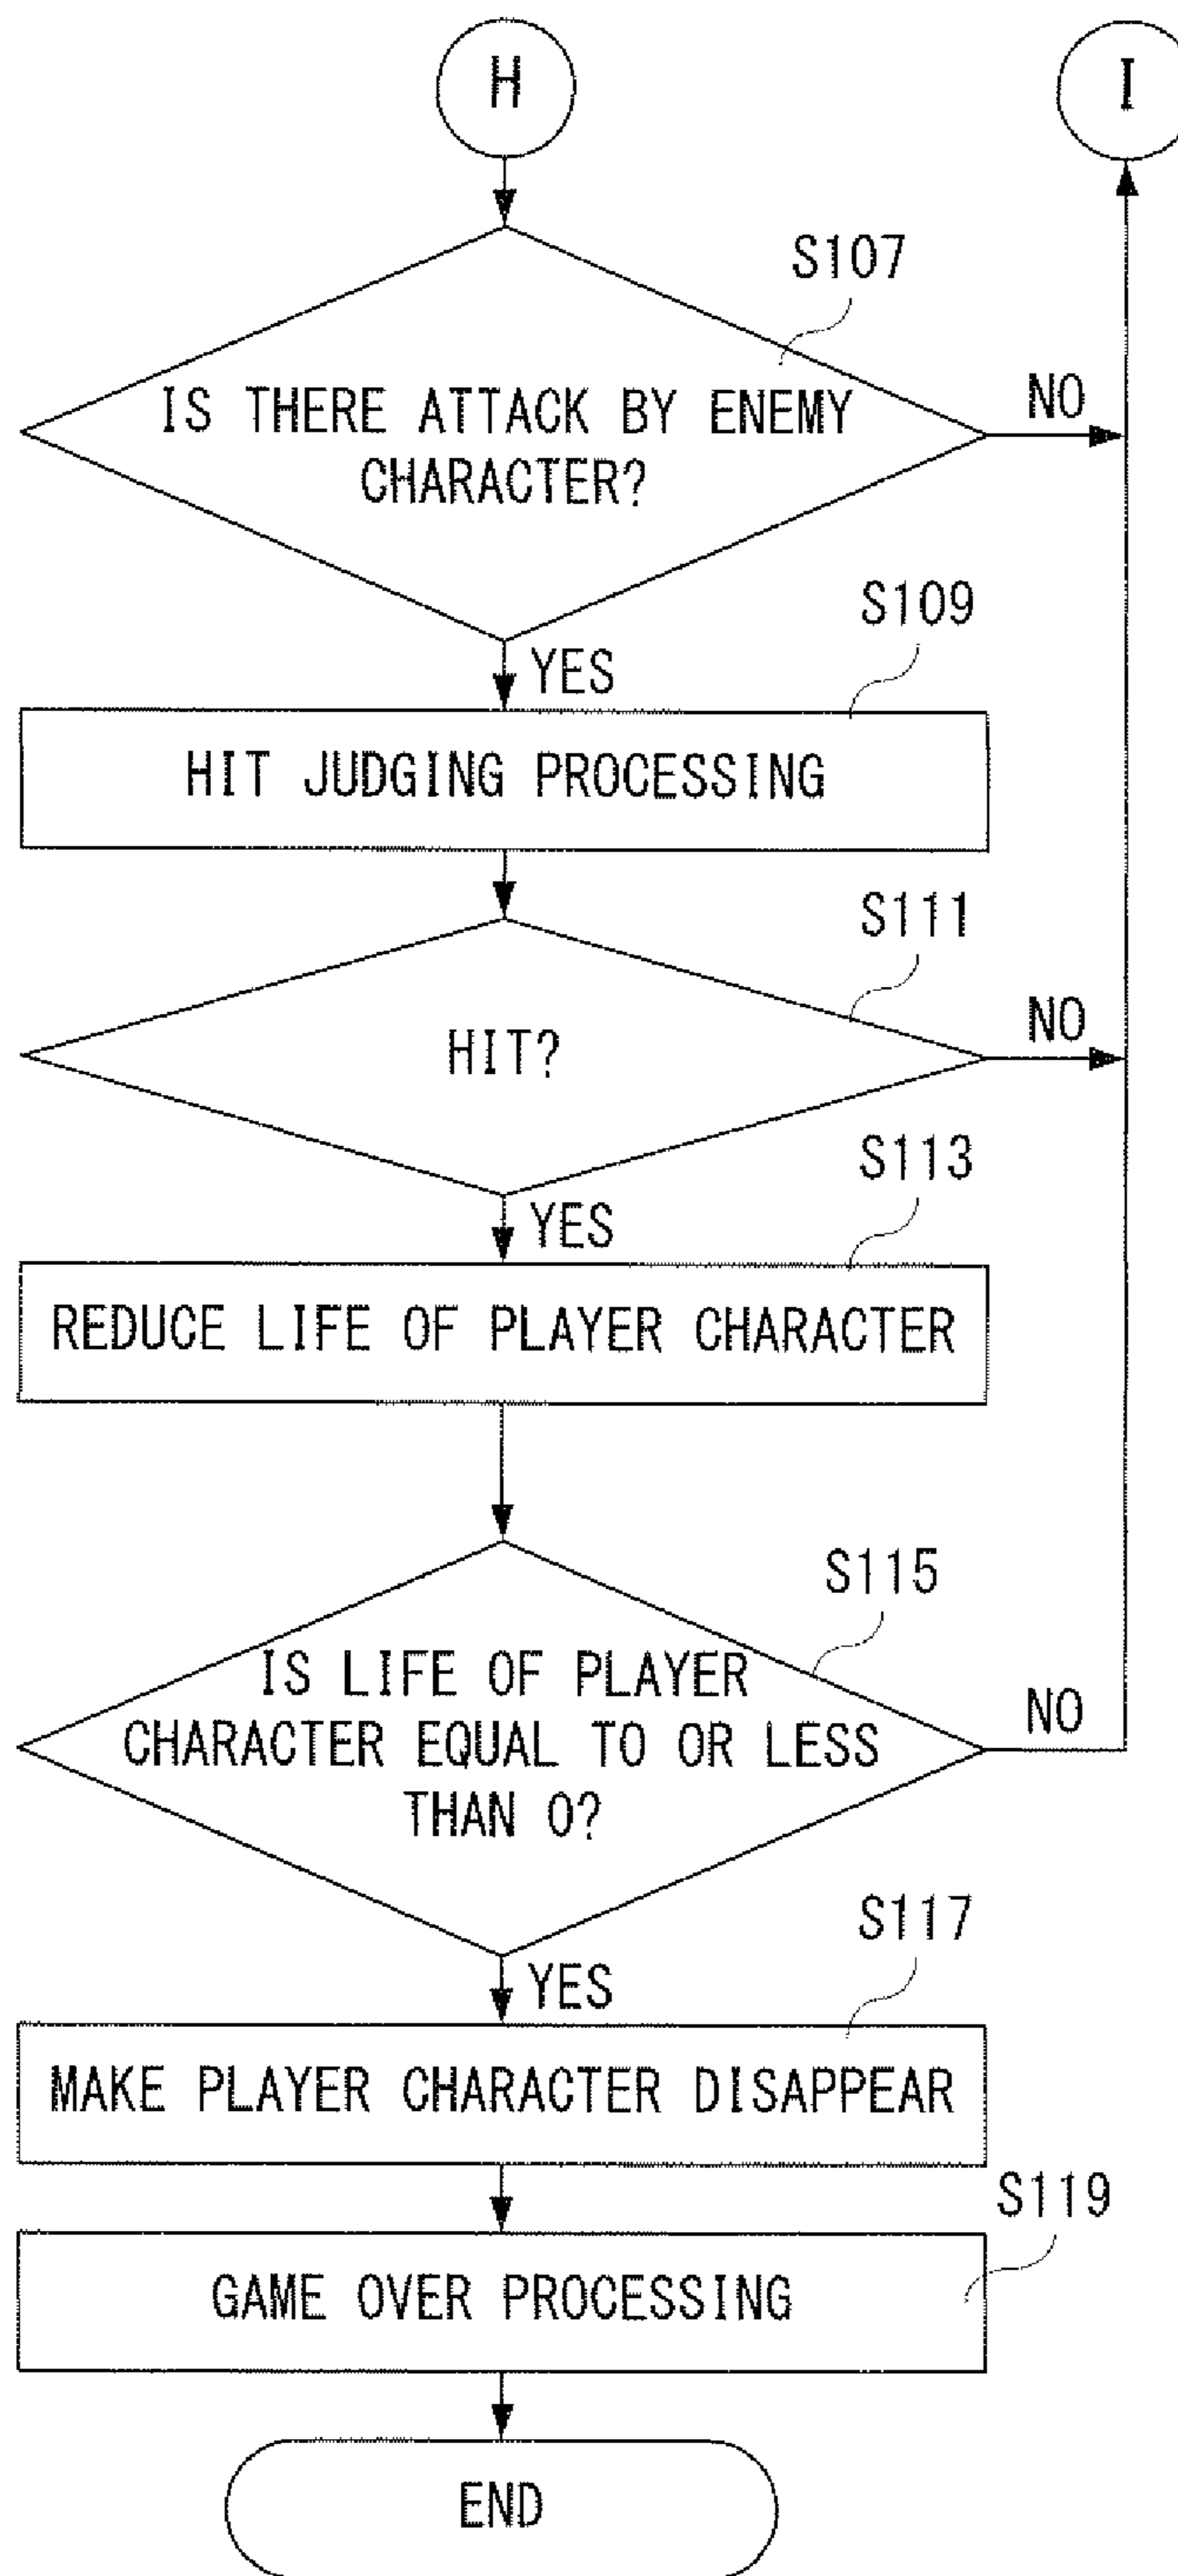 H
I
S107
IS THERE ATTACK BY ENEMY
CHARACTER?
NO
YES
S109
HIT JUDGING PROCESSING
S111
HIT?
NO
YES
S113
REDUCE LIFE OF PLAYER CHARACTER
S115
IS LIFE OF PLAYER
CHARACTER EQUAL TO OR LESS
THAN 0?
NO
YES
S117
MAKE PLAYER CHARACTER DISAPPEAR
S119
GAME OVER PROCESSING
END